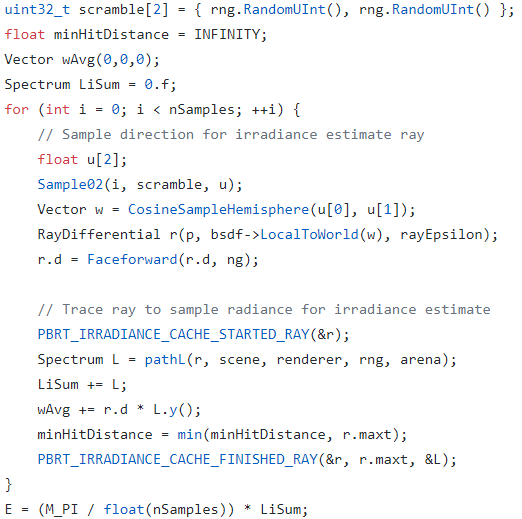 uint32_t scramble[2] = { rng.RandomUInt(), rng.RandomUInt() };
float minHitDistance = INFINITY;
Vector wAvg(0,0,0);
Spectrum LiSum = 0.f;
for (int i = 0; i < nSamples; ++i) {
    // Sample direction for irradiance estimate ray
    float u[2];
    Sample02(i, scramble, u);
    Vector w = CosineSampleHemisphere(u[0], u[1]);
    RayDifferential r(p, bsdf->LocalToWorld(w), rayEpsilon);
    r.d = Faceforward(r.d, ng);

    // Trace ray to sample radiance for irradiance estimate
    PBRT_IRRADIANCE_CACHE_STARTED_RAY(&r);
    Spectrum L = pathL(r, scene, renderer, rng, arena);
    LiSum += L;
    wAvg += r.d * L.y();
    minHitDistance = min(minHitDistance, r.maxt);
    PBRT_IRRADIANCE_CACHE_FINISHED_RAY(&r, r.maxt, &L);
}
E = (M_PI / float(nSamples)) * LiSum;